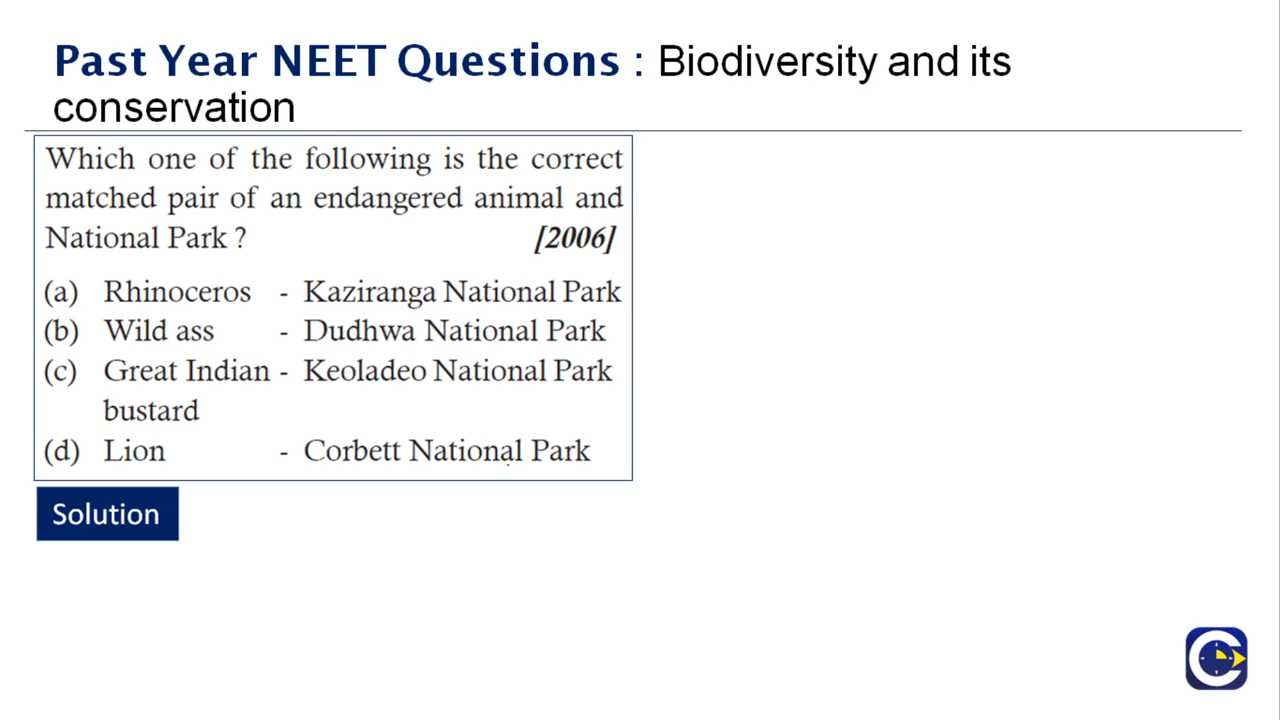 Past Year NEET Questions : Biodiversity and its
conservation
Which one of the following is the correct
matched pair of an endangered animal and
National Park ? [2006]
(a) Rhinoceros - Kaziranga National Park
(b) Wild ass - Dudhwa National Park
(c) Great Indian - Keoladeo National Park
bustard
(d) Lion - Corbett National Park
Solution